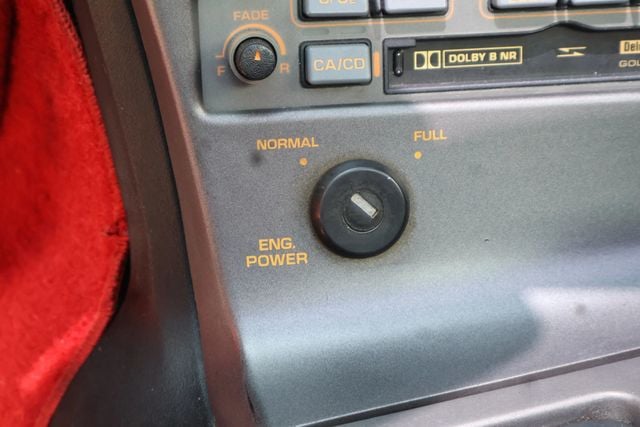 FADE
F R
CA/CD
DOLBY B NR
NORMAL
FULL
ENG.
POWER